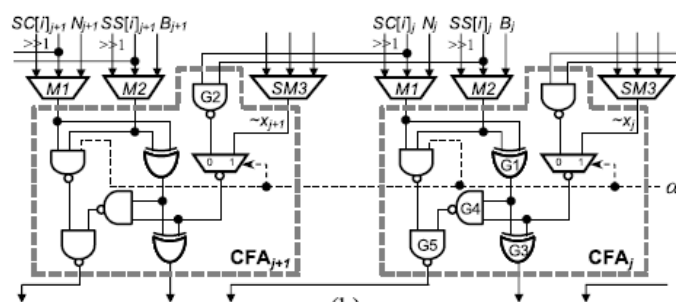 SC[i]j+1 Nj+1 SS[i]j+1 Bj+1 SC[i]j Nj SS[i]j Bj
>>1 >>1 >>1 >>1
M1 M2 SM3 M1 M2 SM3
G2
~xj+1 ~xj
0 1 G1 0 1
α
G4
G5 G3
CFAj+1 CFAj